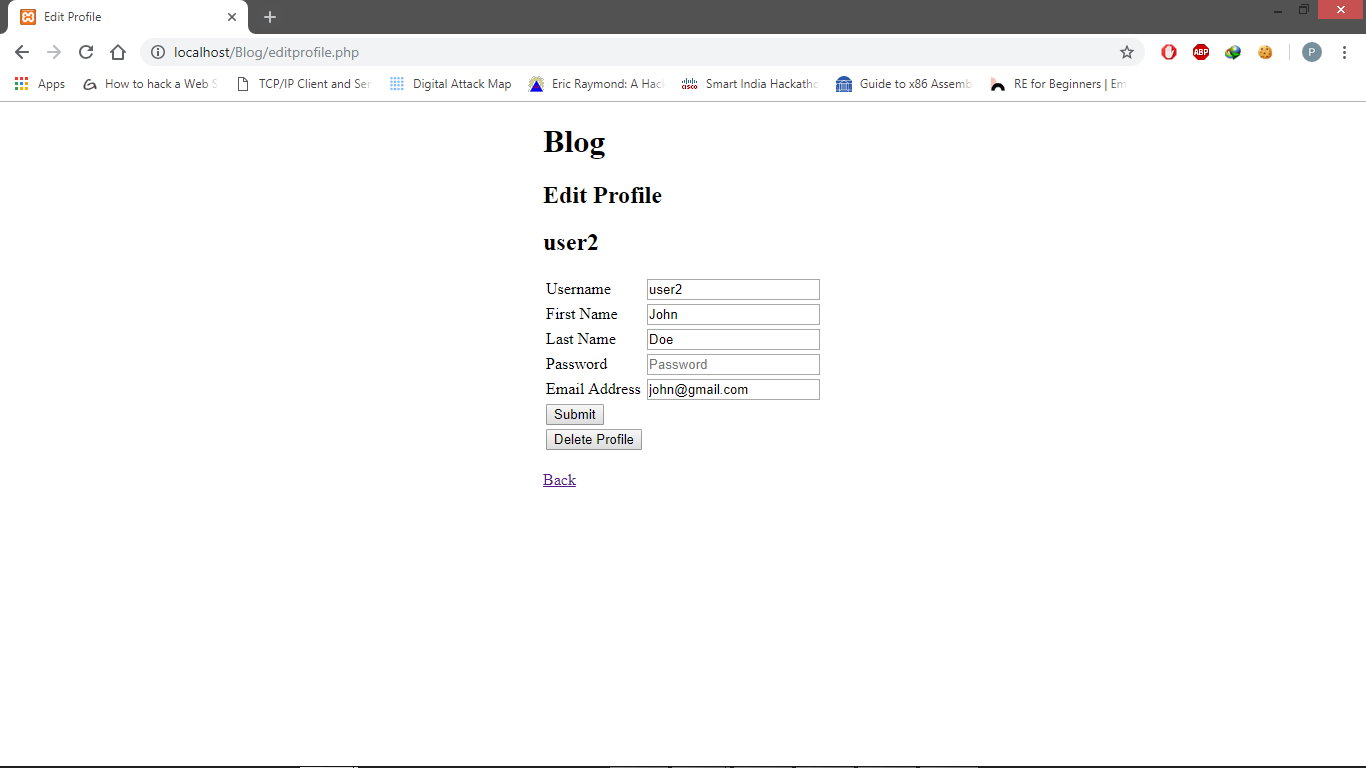 Edit Profile
localhost/Blog/editprofile.php
ABP
P
Apps How to hack a Web S TCP/IP Client and Ser Digital Attack Map Eric Raymond: A Hac cisco Smart India Hackatho Guide to x86 Assemb RE for Beginners | Em
Blog
Edit Profile
user2
Username user2
First Name John
Last Name Doe
Password Password
Email Address john@gmail.com
Submit
Delete Profile
Back